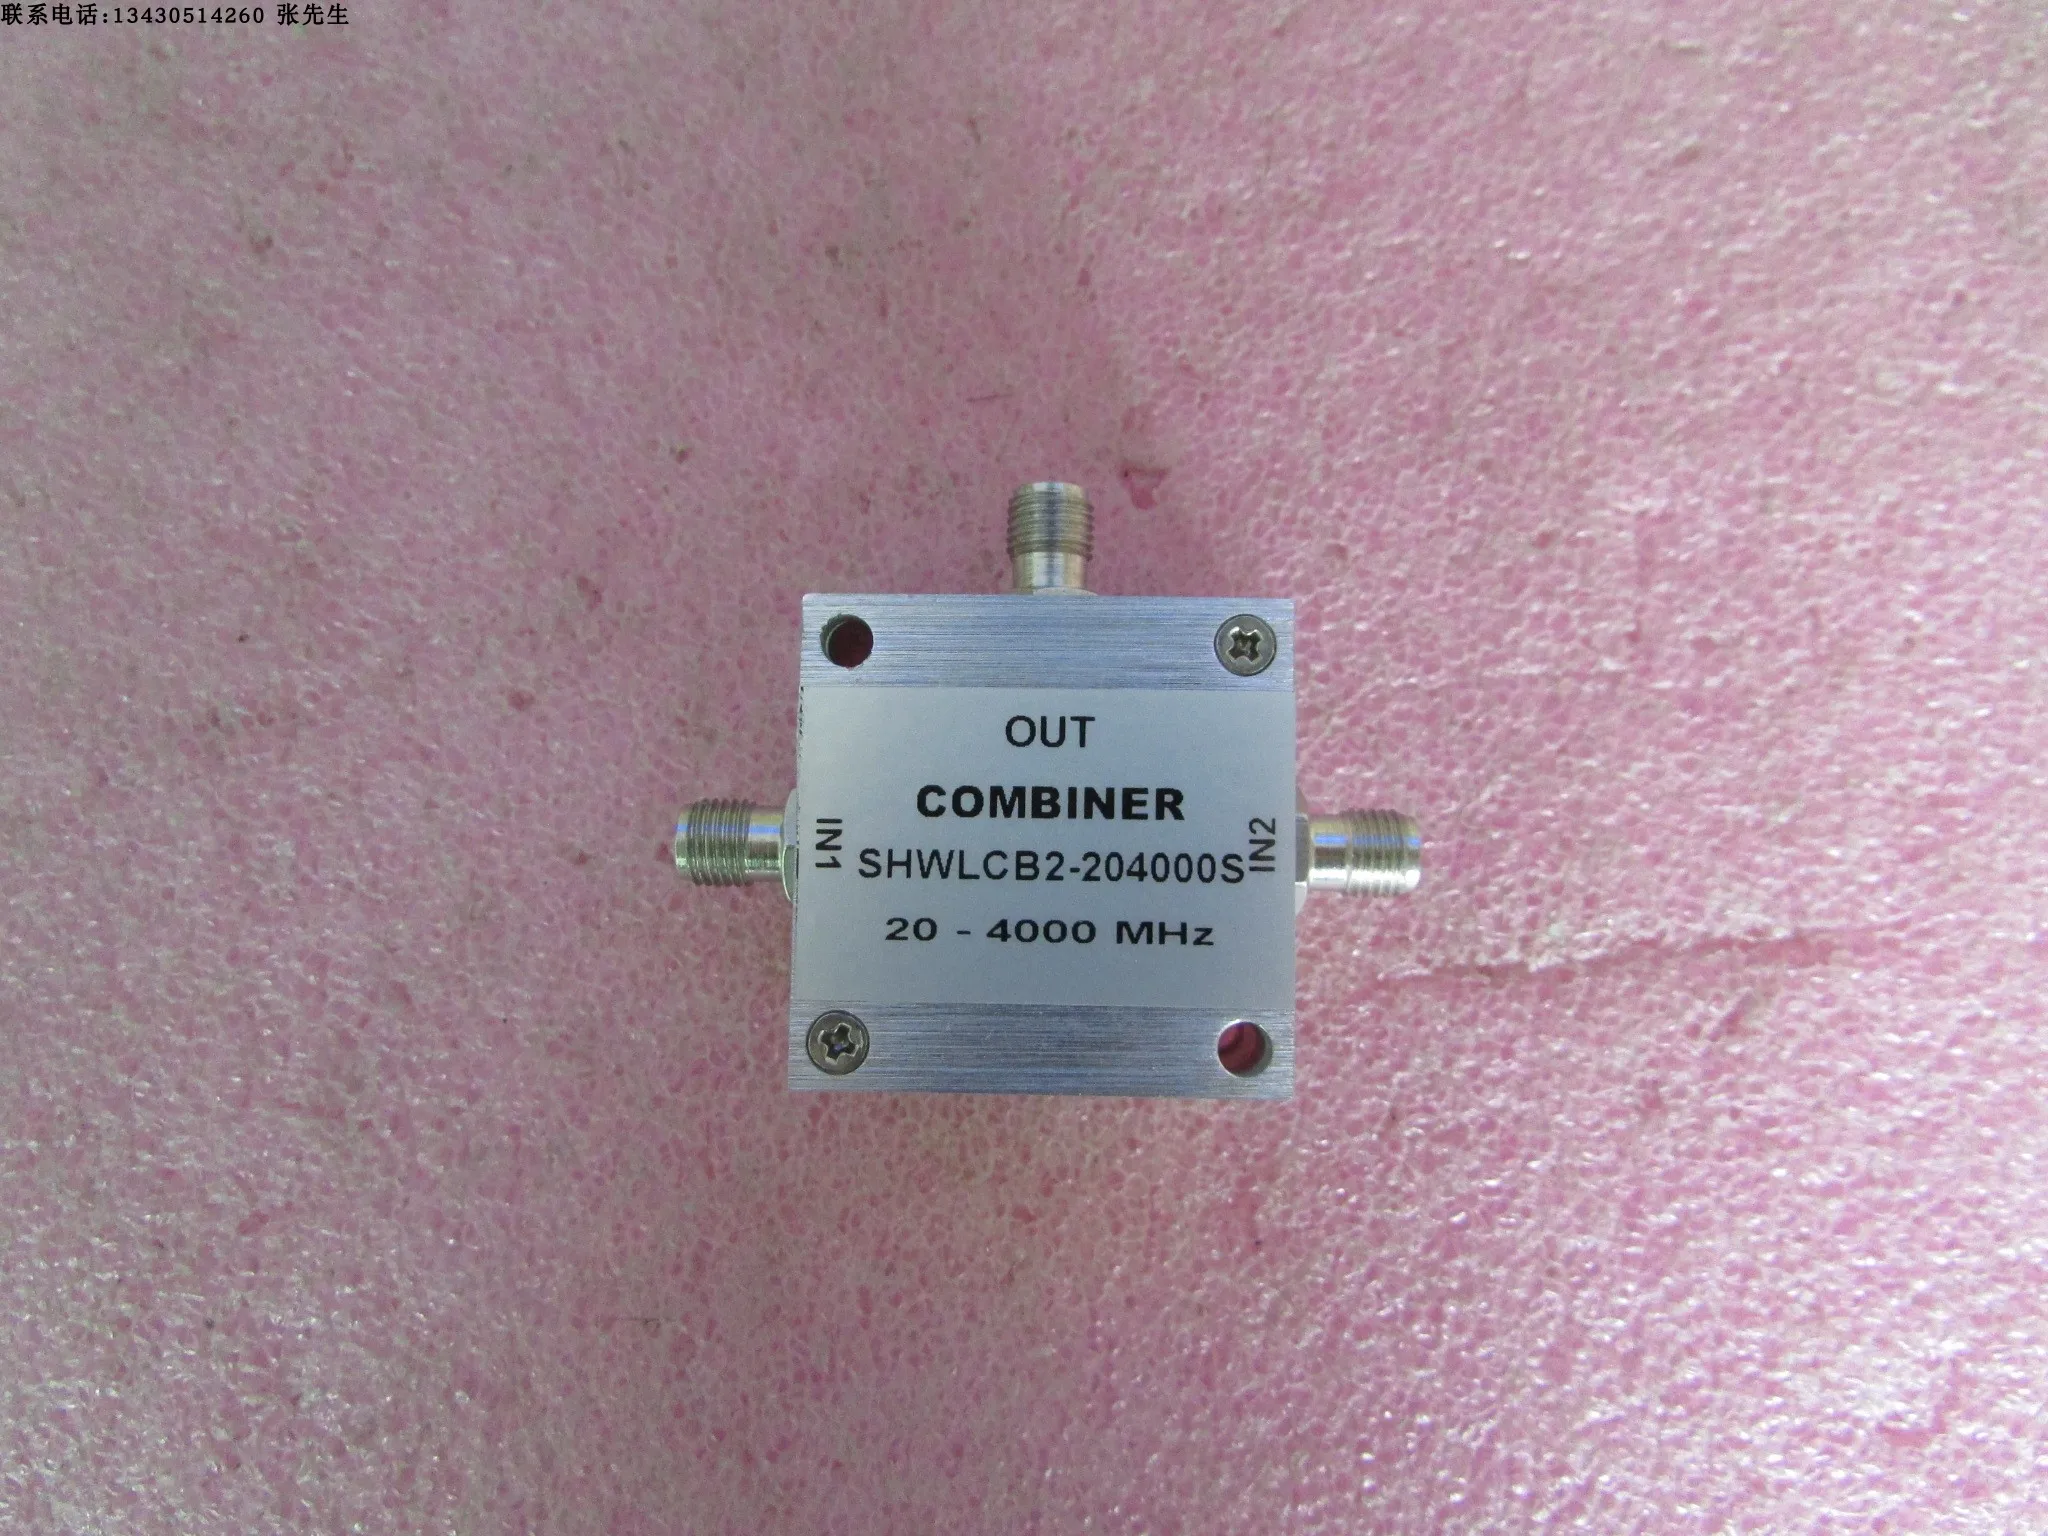 联系电话:13430514260 张先生
OUT
COMBINER
IN1
SHWLCB2-204000S
IN2
20 - 4000 MHz